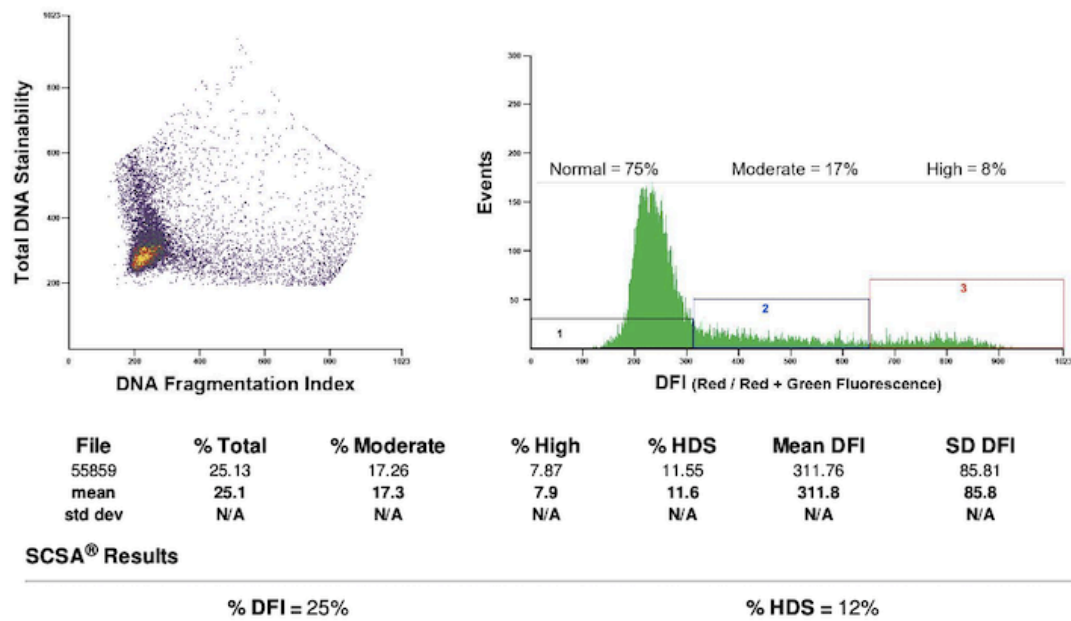 1023
800
600
400
200
0 200 400 600 800 1023
Total DNA Stainability
DNA Fragmentation Index
300
250
200
150
100
50
Events
Normal = 75% Moderate = 17% High = 8%
1 2 3
0 100 200 300 400 500 600 700 800 900 1023
DFI (Red / Red + Green Fluorescence)
File % Total % Moderate % High % HDS Mean DFI SD DFI
55859 25.13 17.26 7.87 11.55 311.76 85.81
mean 25.1 17.3 7.9 11.6 311.8 85.8
std dev N/A N/A N/A N/A N/A N/A
SCSA® Results
% DFI = 25% % HDS = 12%